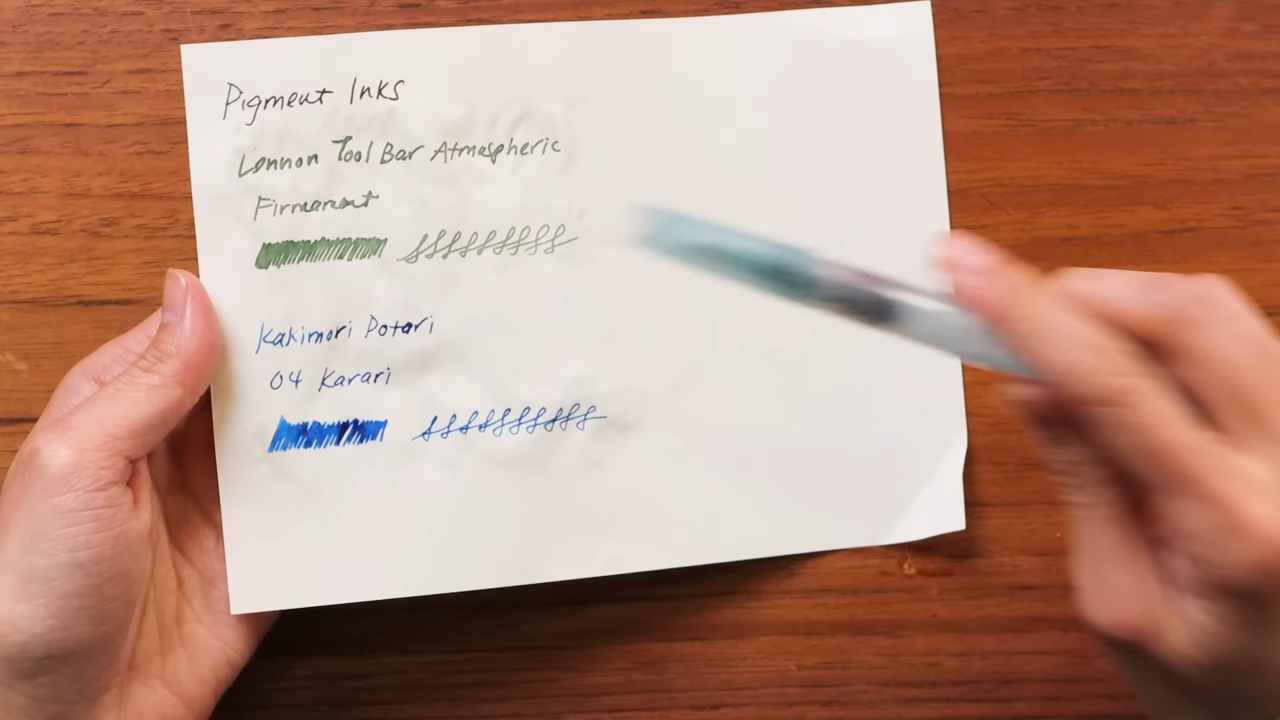 Pigment Inks
Lennon Tool Bar Atmospheric
Firmament
Kakimori Potari
04 Karari